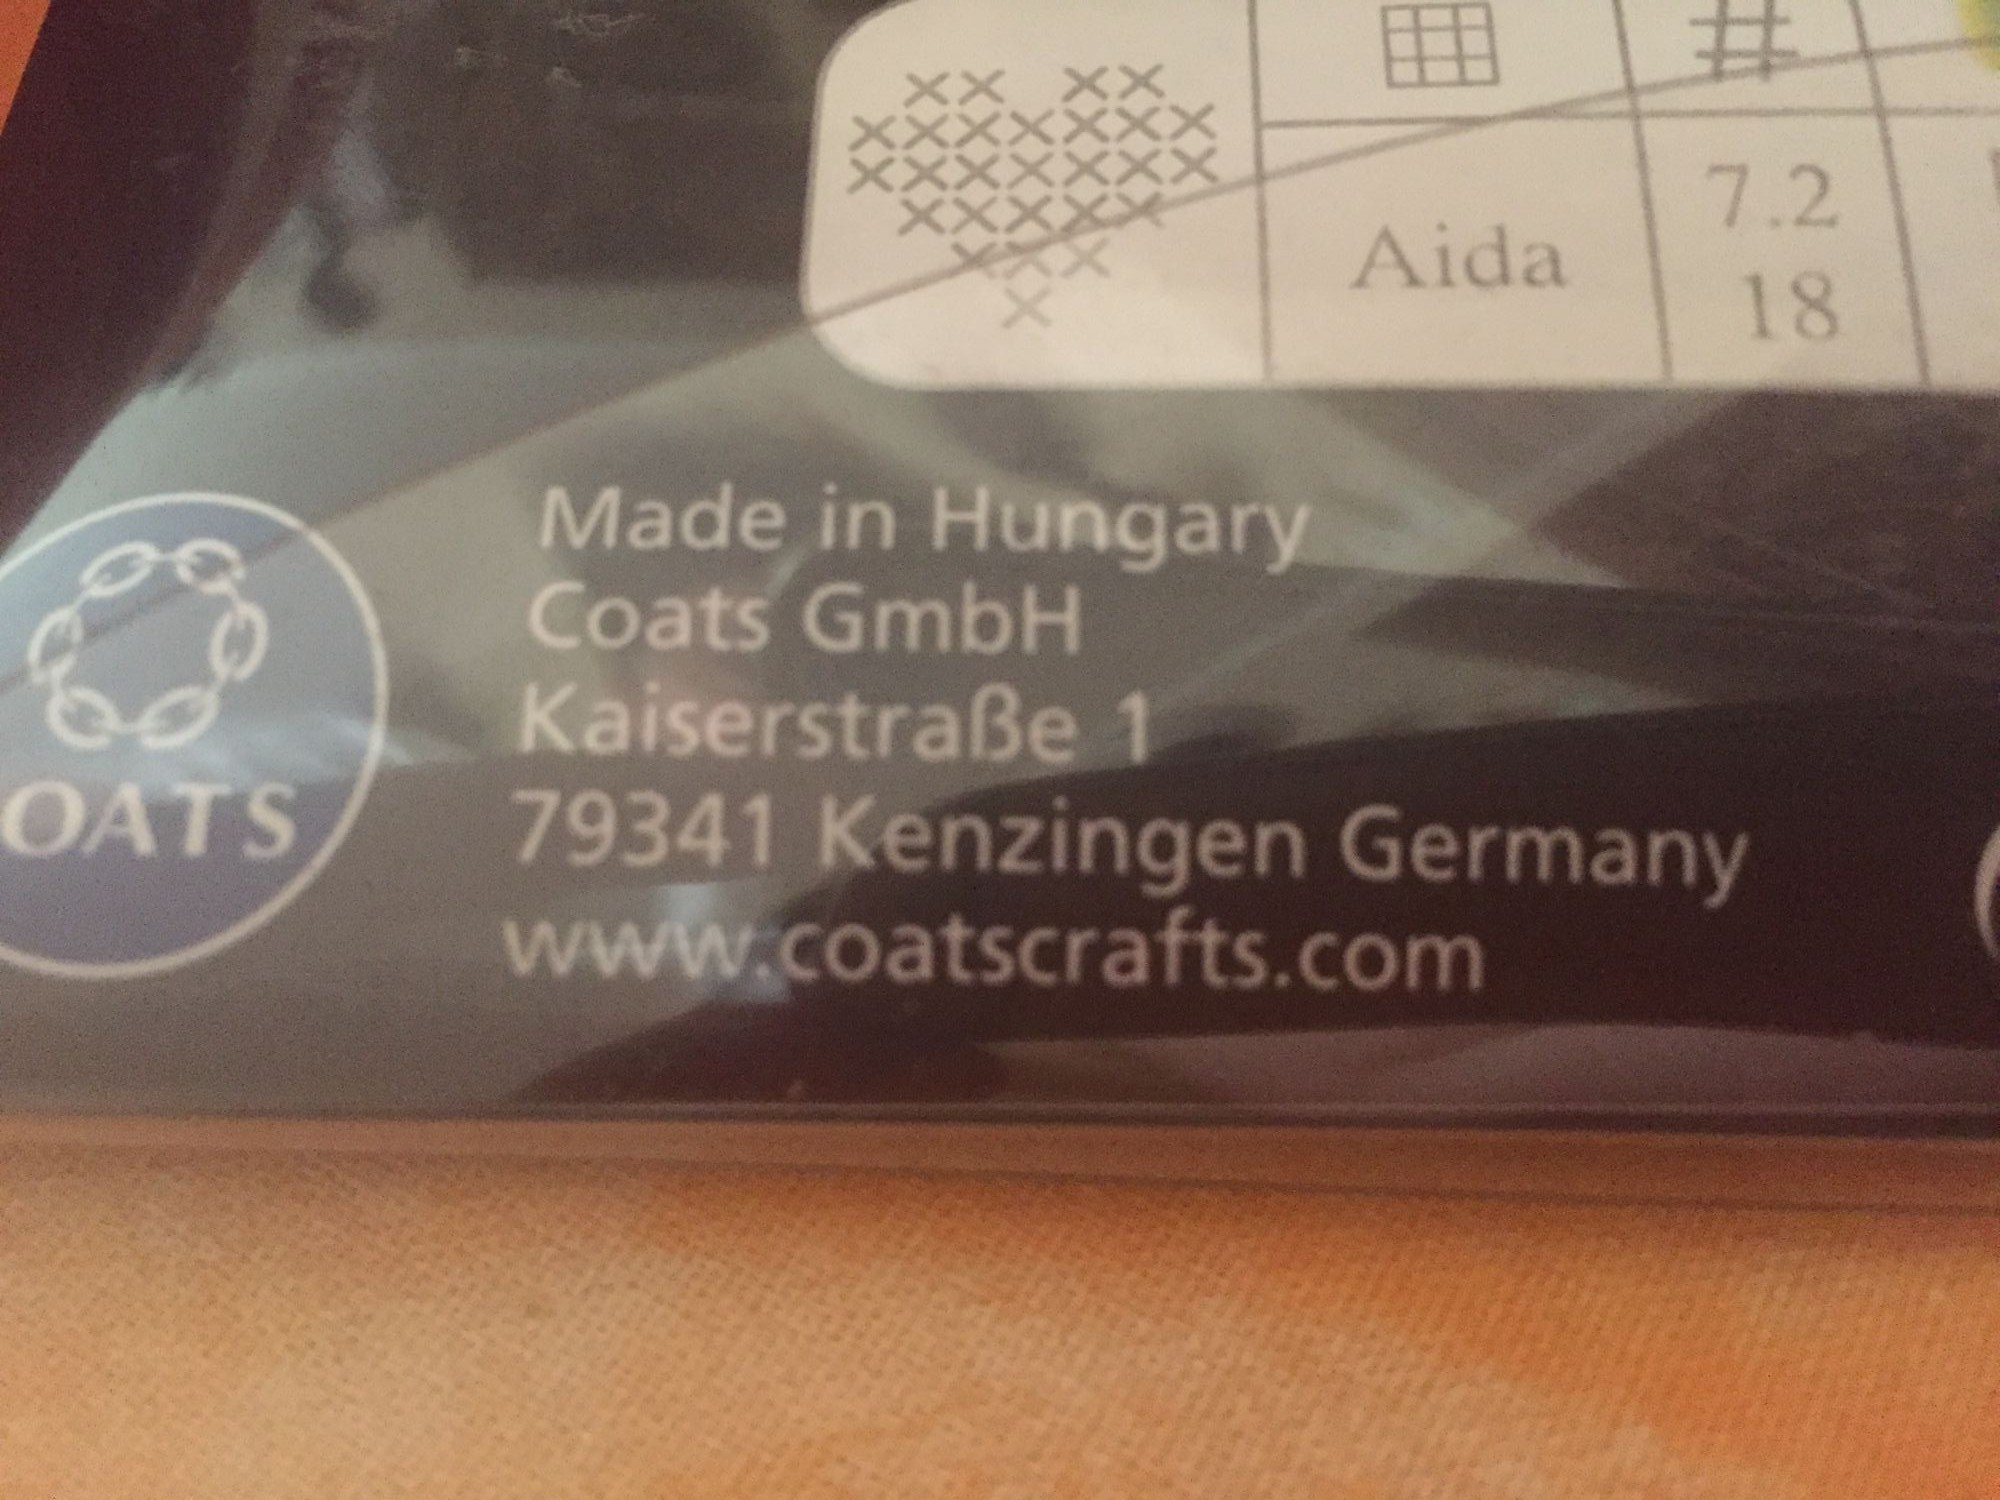 Aida
7.2
18
Made in Hungary
Coats GmbH
Kaiserstraße 1
79341 Kenzingen Germany
www.coatscrafts.com
OATS